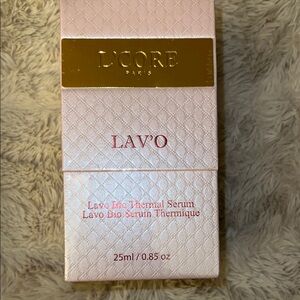 L'CORE
PARIS
LAV'O
Lavo Bio Thermal Serum
Lavo Bio Serum Thermique
25ml / 0.85 oz